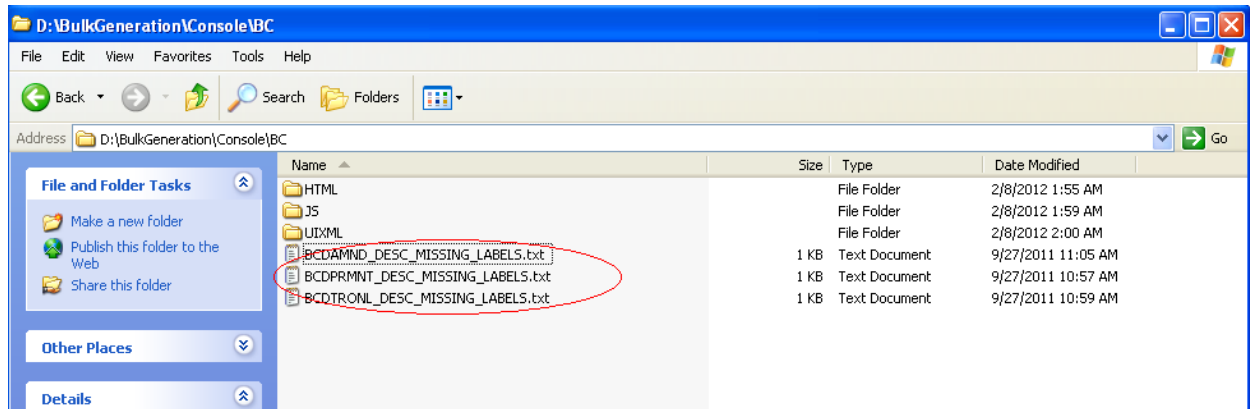 D:\BulkGeneration\Console\BC
File Edit View Favorites Tools Help
Back Search Folders
Address D:\BulkGeneration\Console\BC Go
Name Size Type Date Modified
File and Folder Tasks
Make a new folder
Publish this folder to the
Web
Share this folder
Other Places
Details
HTML File Folder 2/8/2012 1:55 AM
JS File Folder 2/8/2012 1:59 AM
UIXML File Folder 2/8/2012 2:00 AM
BCDAMND_DESC_MISSING_LABELS.txt 1 KB Text Document 9/27/2011 11:05 AM
BCDPRMNT_DESC_MISSING_LABELS.txt 1 KB Text Document 9/27/2011 10:57 AM
BCDTRONL_DESC_MISSING_LABELS.txt 1 KB Text Document 9/27/2011 10:59 AM